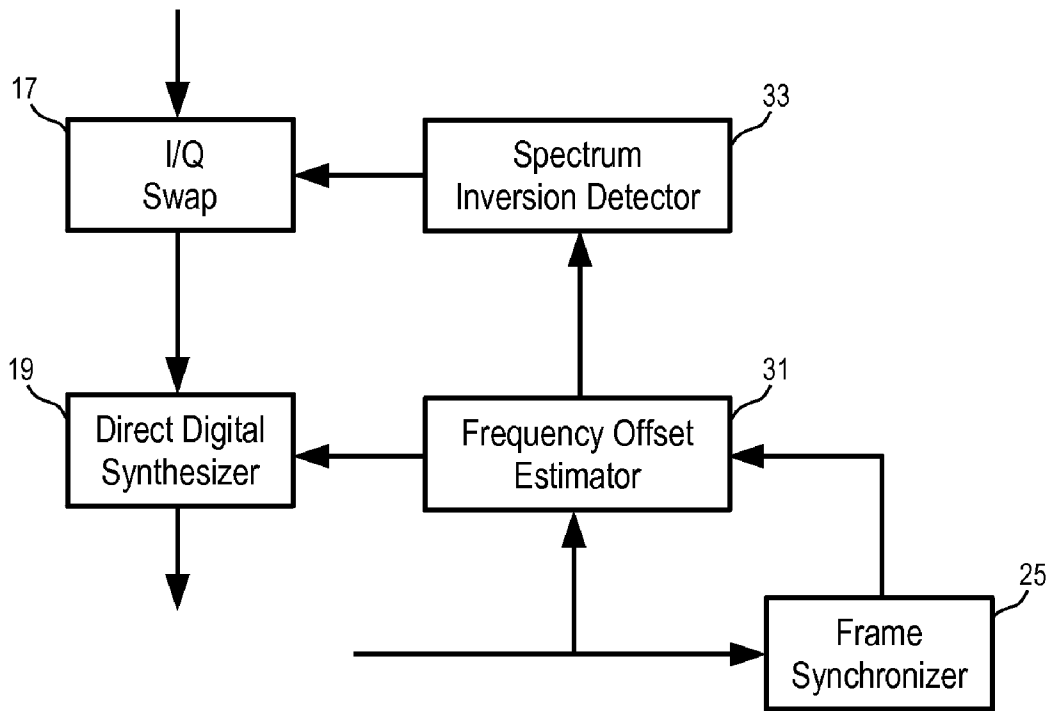 17
I/Q
Swap
33
Spectrum
Inversion Detector
19
Direct Digital
Synthesizer
31
Frequency Offset
Estimator
25
Frame
Synchronizer